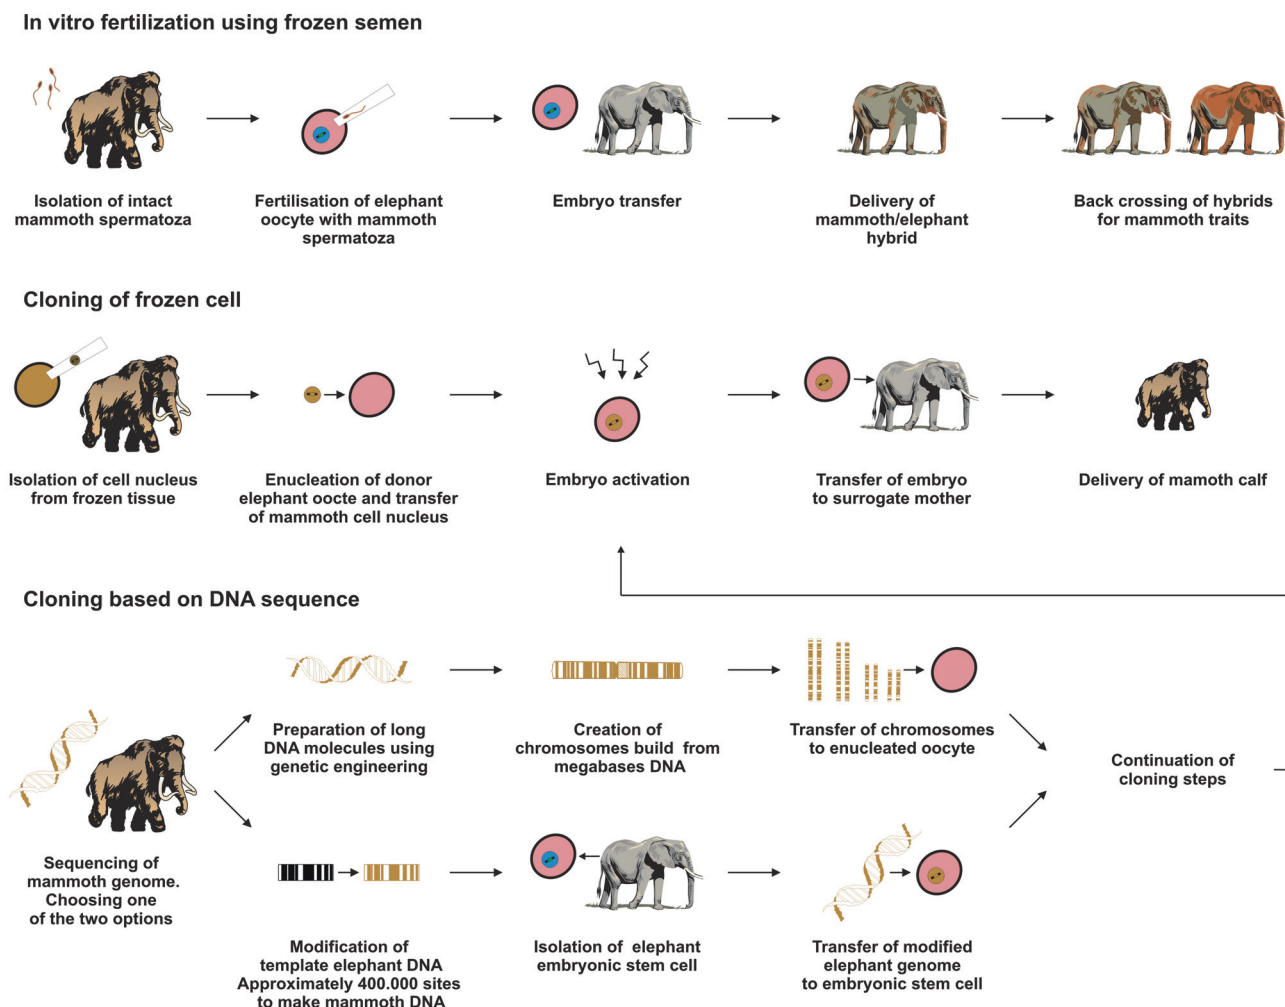 In vitro fertilization using frozen semen
Isolation of intact
mammoth spermatoza
Fertilisation of elephant
oocyte with mammoth
spermatoza
Embryo transfer
Delivery of
mammoth/elephant
hybrid
Back crossing of hybrids
for mammoth traits
Cloning of frozen cell
Isolation of cell nucleus
from frozen tissue
Enucleation of donor
elephant oocte and transfer
of mammoth cell nucleus
Embryo activation
Transfer of embryo
to surrogate mother
Delivery of mamoth calf
Cloning based on DNA sequence
Sequencing of
mammoth genome.
Choosing one
of the two options
Preparation of long
DNA molecules using
genetic engineering
Creation of
chromosomes build from
megabases DNA
Transfer of chromosomes
to enucleated oocyte
Continuation of
cloning steps
Modification of
template elephant DNA
Approximately 400.000 sites
to make mammoth DNA
Isolation of elephant
embryonic stem cell
Transfer of modified
elephant genome
to embryonic stem cell